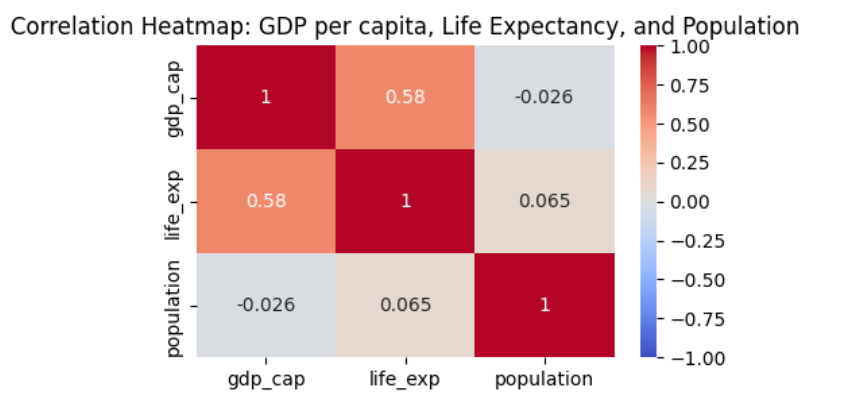 Correlation Heatmap: GDP per capita, Life Expectancy, and Population
gdp_cap
1
0.58
-0.026
life_exp
0.58
1
0.065
population
-0.026
0.065
1
gdp_cap
life_exp
population
1.00
0.75
0.50
0.25
0.00
−0.25
−0.50
−0.75
−1.00